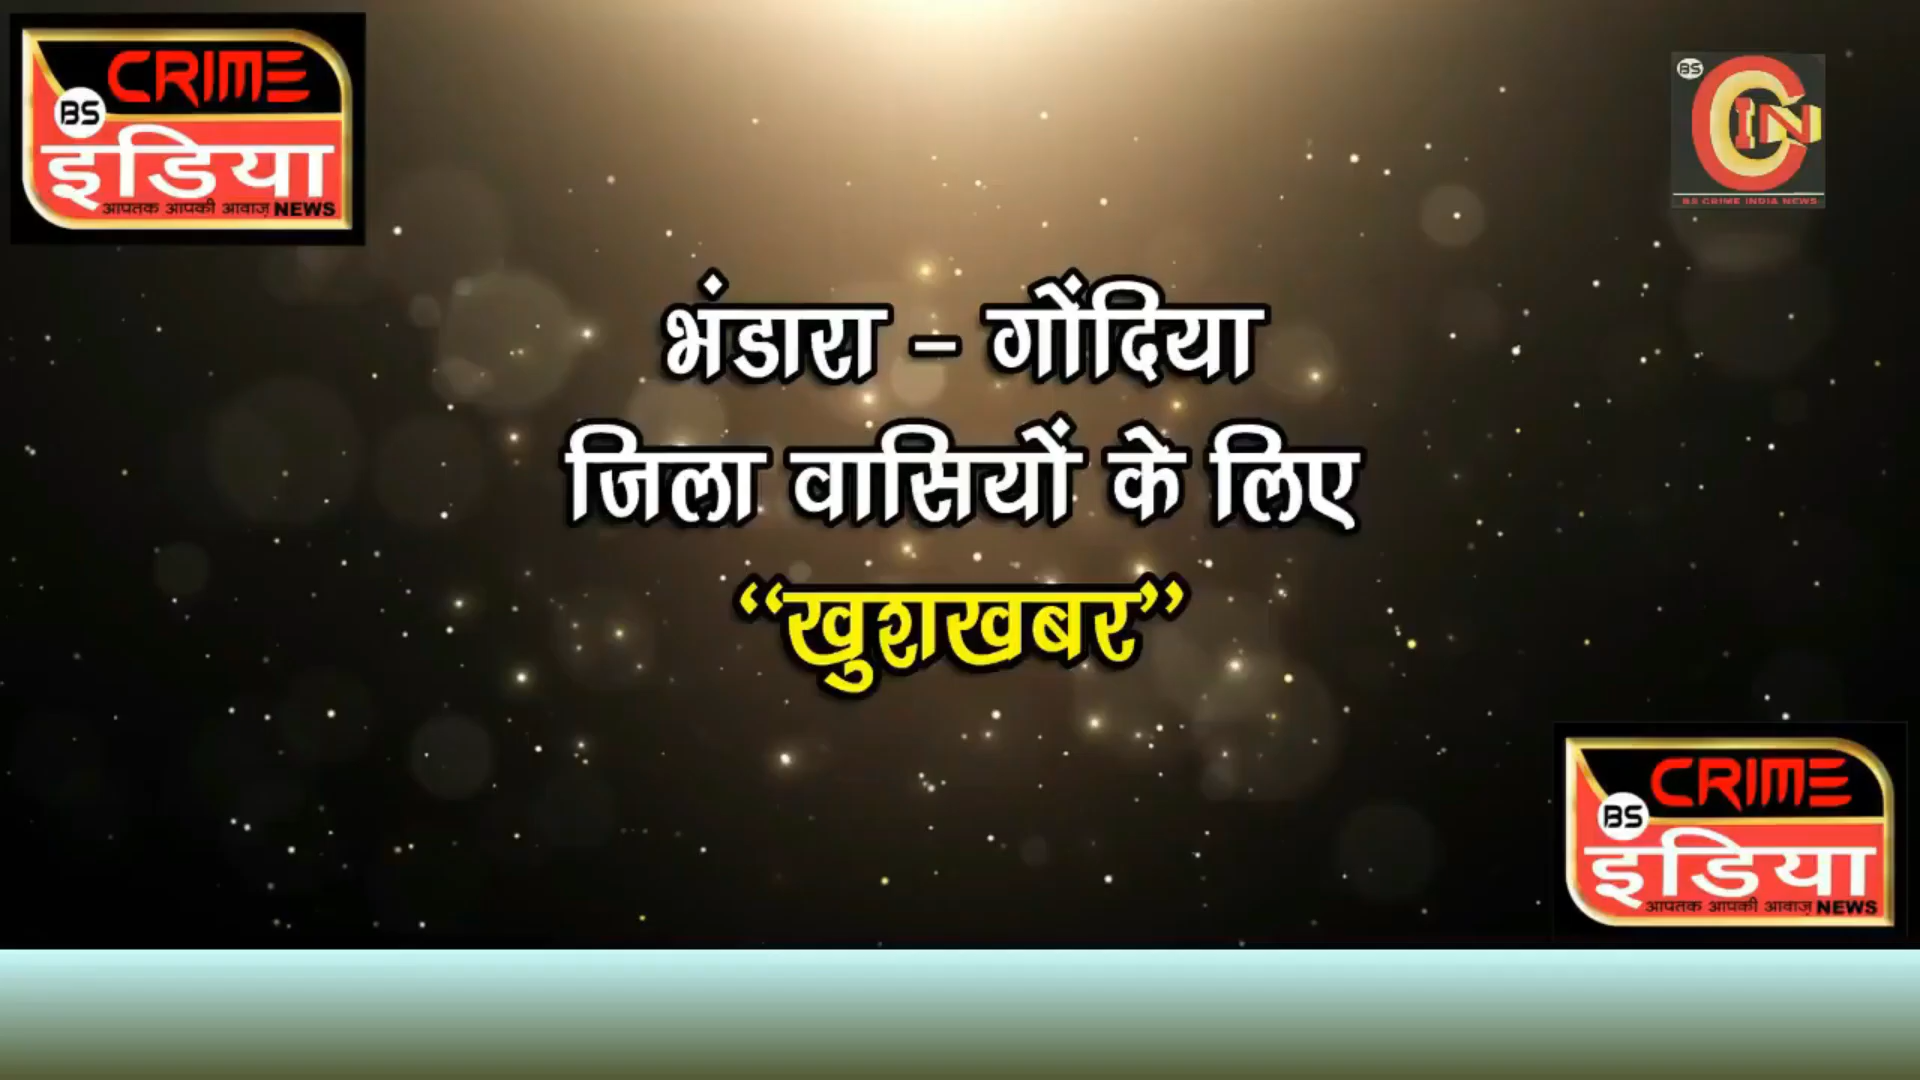 CRIME
BS
इंडिया
आपतक आपकी आवाज़ NEWS
BS
C IN
BS CRIME INDIA NEWS
भंडारा – गोंदिया
जिला वासियों के लिए
“खुशखबर”
CRIME
BS
इंडिया
आपतक आपकी आवाज़ NEWS